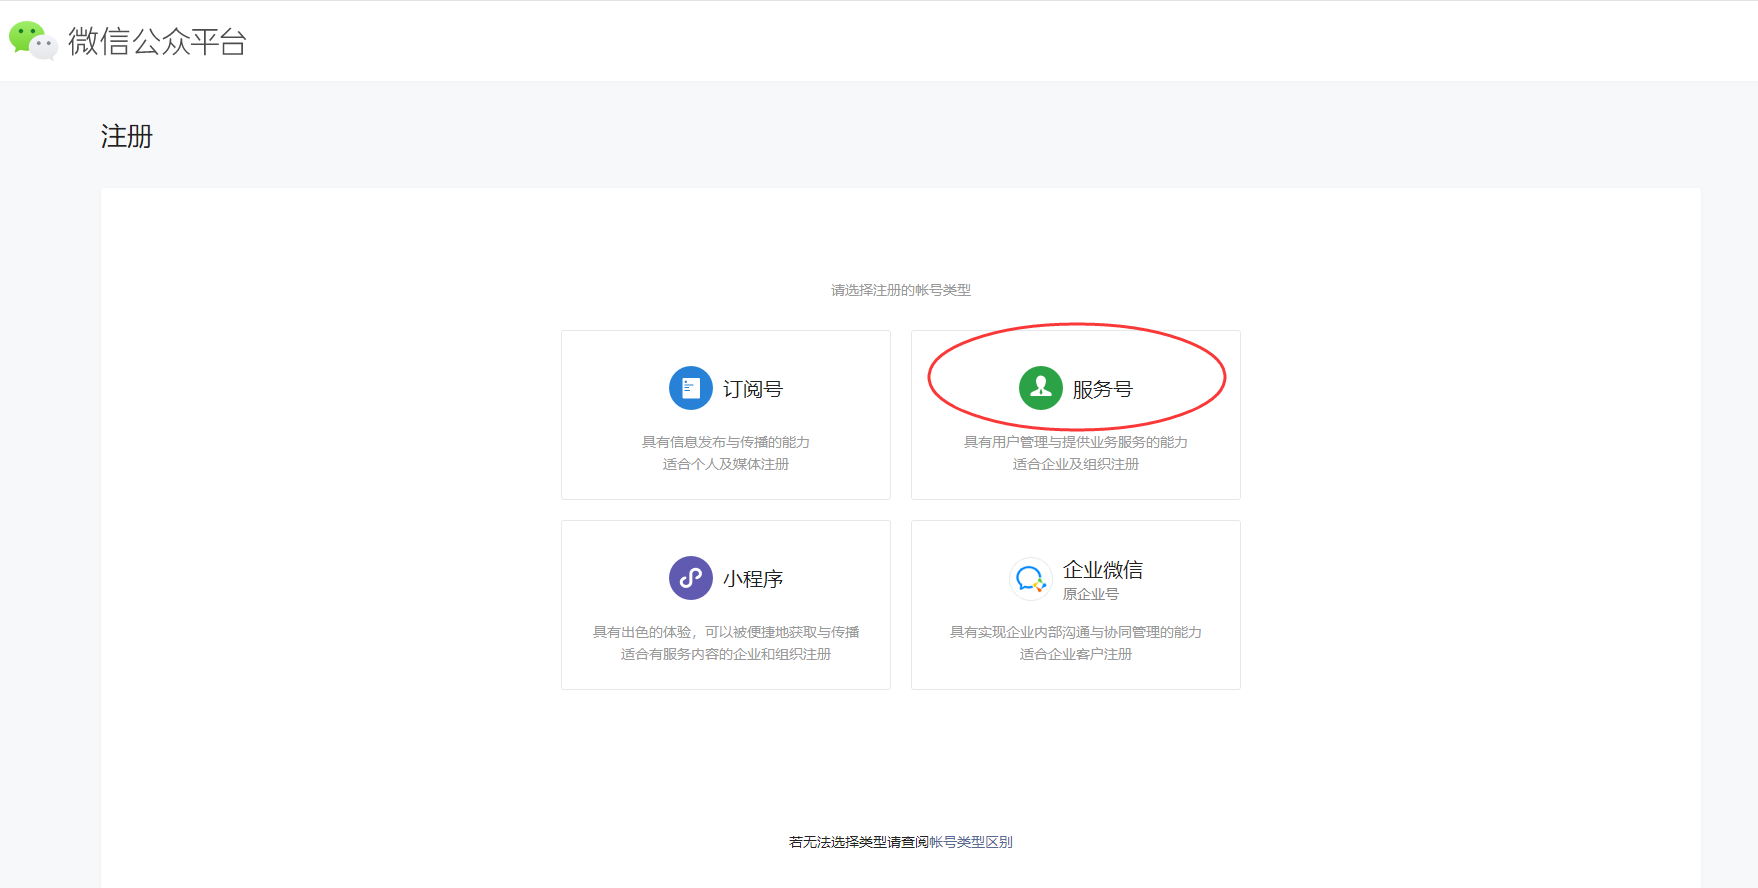 微信公众平台
注册
请选择注册的帐号类型
订阅号
具有信息发布与传播的能力
适合个人及媒体注册
服务号
具有用户管理与提供业务服务的能力
适合企业及组织注册
小程序
具有出色的体验，可以被便捷地获取与传播
适合有服务内容的企业和组织注册
企业微信
原企业号
具有实现企业内部沟通与协同管理的能力
适合企业客户注册
若无法选择类型请查阅帐号类型区别